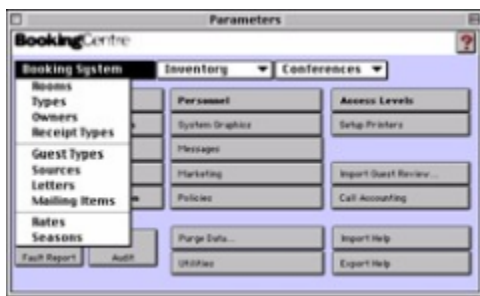 Parameters
BookingCentre
?
Booking System
Inventory
Conferences
Rooms
Types
Owners
Receipt Types
Guest Types
Sources
Letters
Mailing Items
Rates
Seasons
Fault Report
Audit
Personnel
System Graphics
Messages
Marketing
Policies
Purge Data...
Utilities
Access Levels
Setup Printers
Import Guest Review...
Call Accounting
Import Help
Export Help